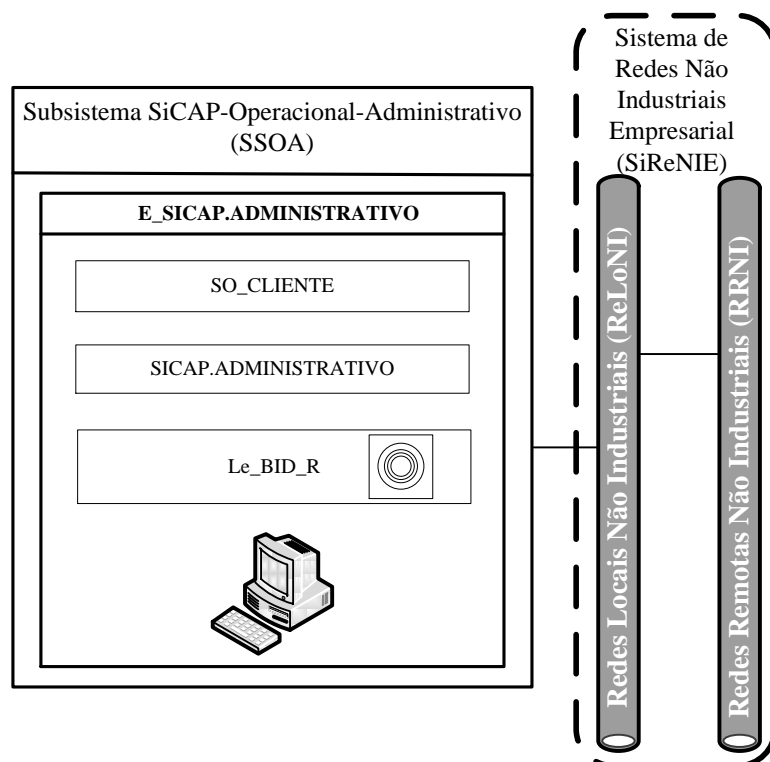 Subsistema SiCAP-Operacional-Administrativo
(SSOA)
E_SICAP.ADMINISTRATIVO
SO_CLIENTE
SICAP.ADMINISTRATIVO
Le_BID_R
Sistema de
Redes Não
Industriais
Empresarial
(SiReNIE)
Redes Locais Não Industriais (ReLoNI)
Redes Remotas Não Industriais (RRNI)